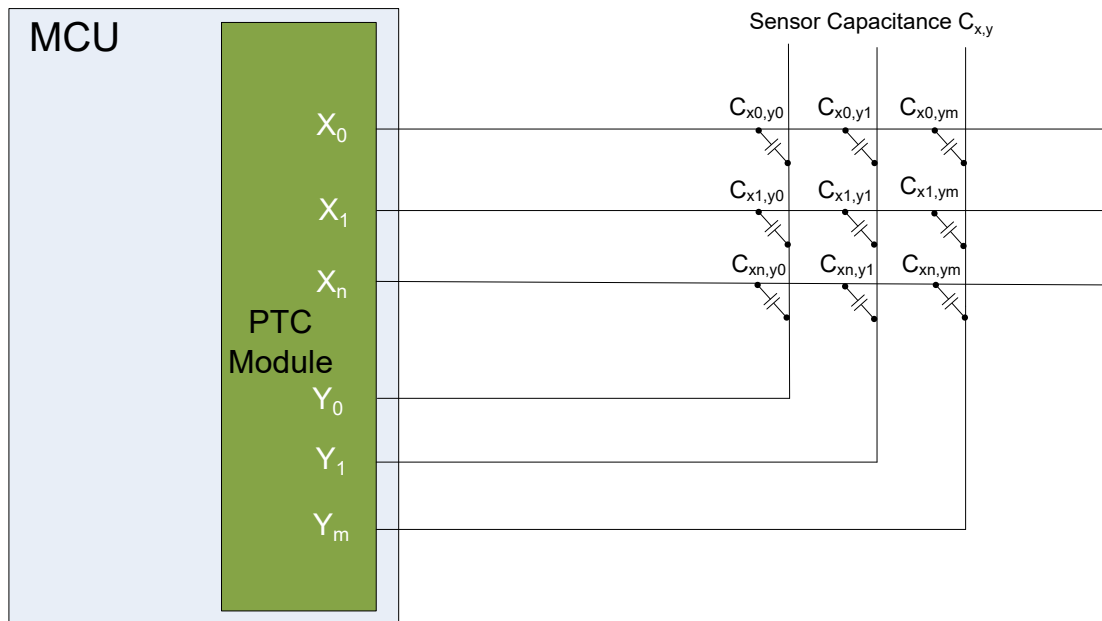 Sensor Capacitance Cx,y
MCU
Cx0,y0 Cx0,y1 Cx0,ym
X0
Cx1,y0 Cx1,y1 Cx1,ym
X1
Cxn,y0 Cxn,y1 Cxn,ym
Xn
PTC
Module
Y0
Y1
Ym